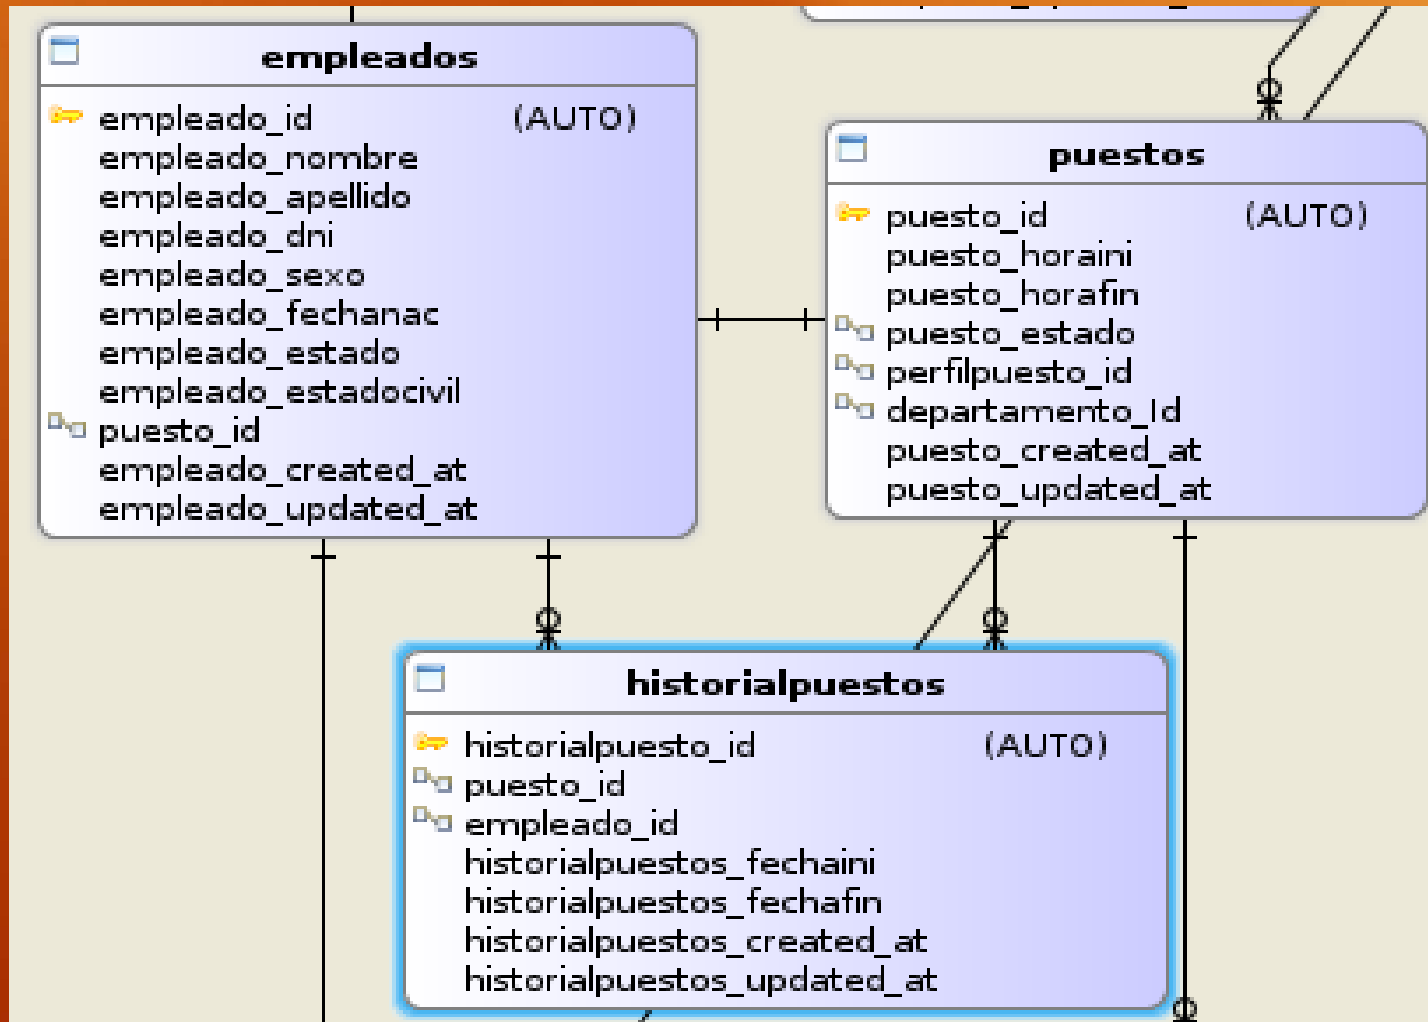 empleados
empleado_id (AUTO)
empleado_nombre
empleado_apellido
empleado_dni
empleado_sexo
empleado_fechanac
empleado_estado
empleado_estadocivil
puesto_id
empleado_created_at
empleado_updated_at
puestos
puesto_id (AUTO)
puesto_horaini
puesto_horafin
puesto_estado
perfilpuesto_id
departamento_Id
puesto_created_at
puesto_updated_at
historialpuestos
historialpuesto_id (AUTO)
puesto_id
empleado_id
historialpuestos_fechaini
historialpuestos_fechafin
historialpuestos_created_at
historialpuestos_updated_at